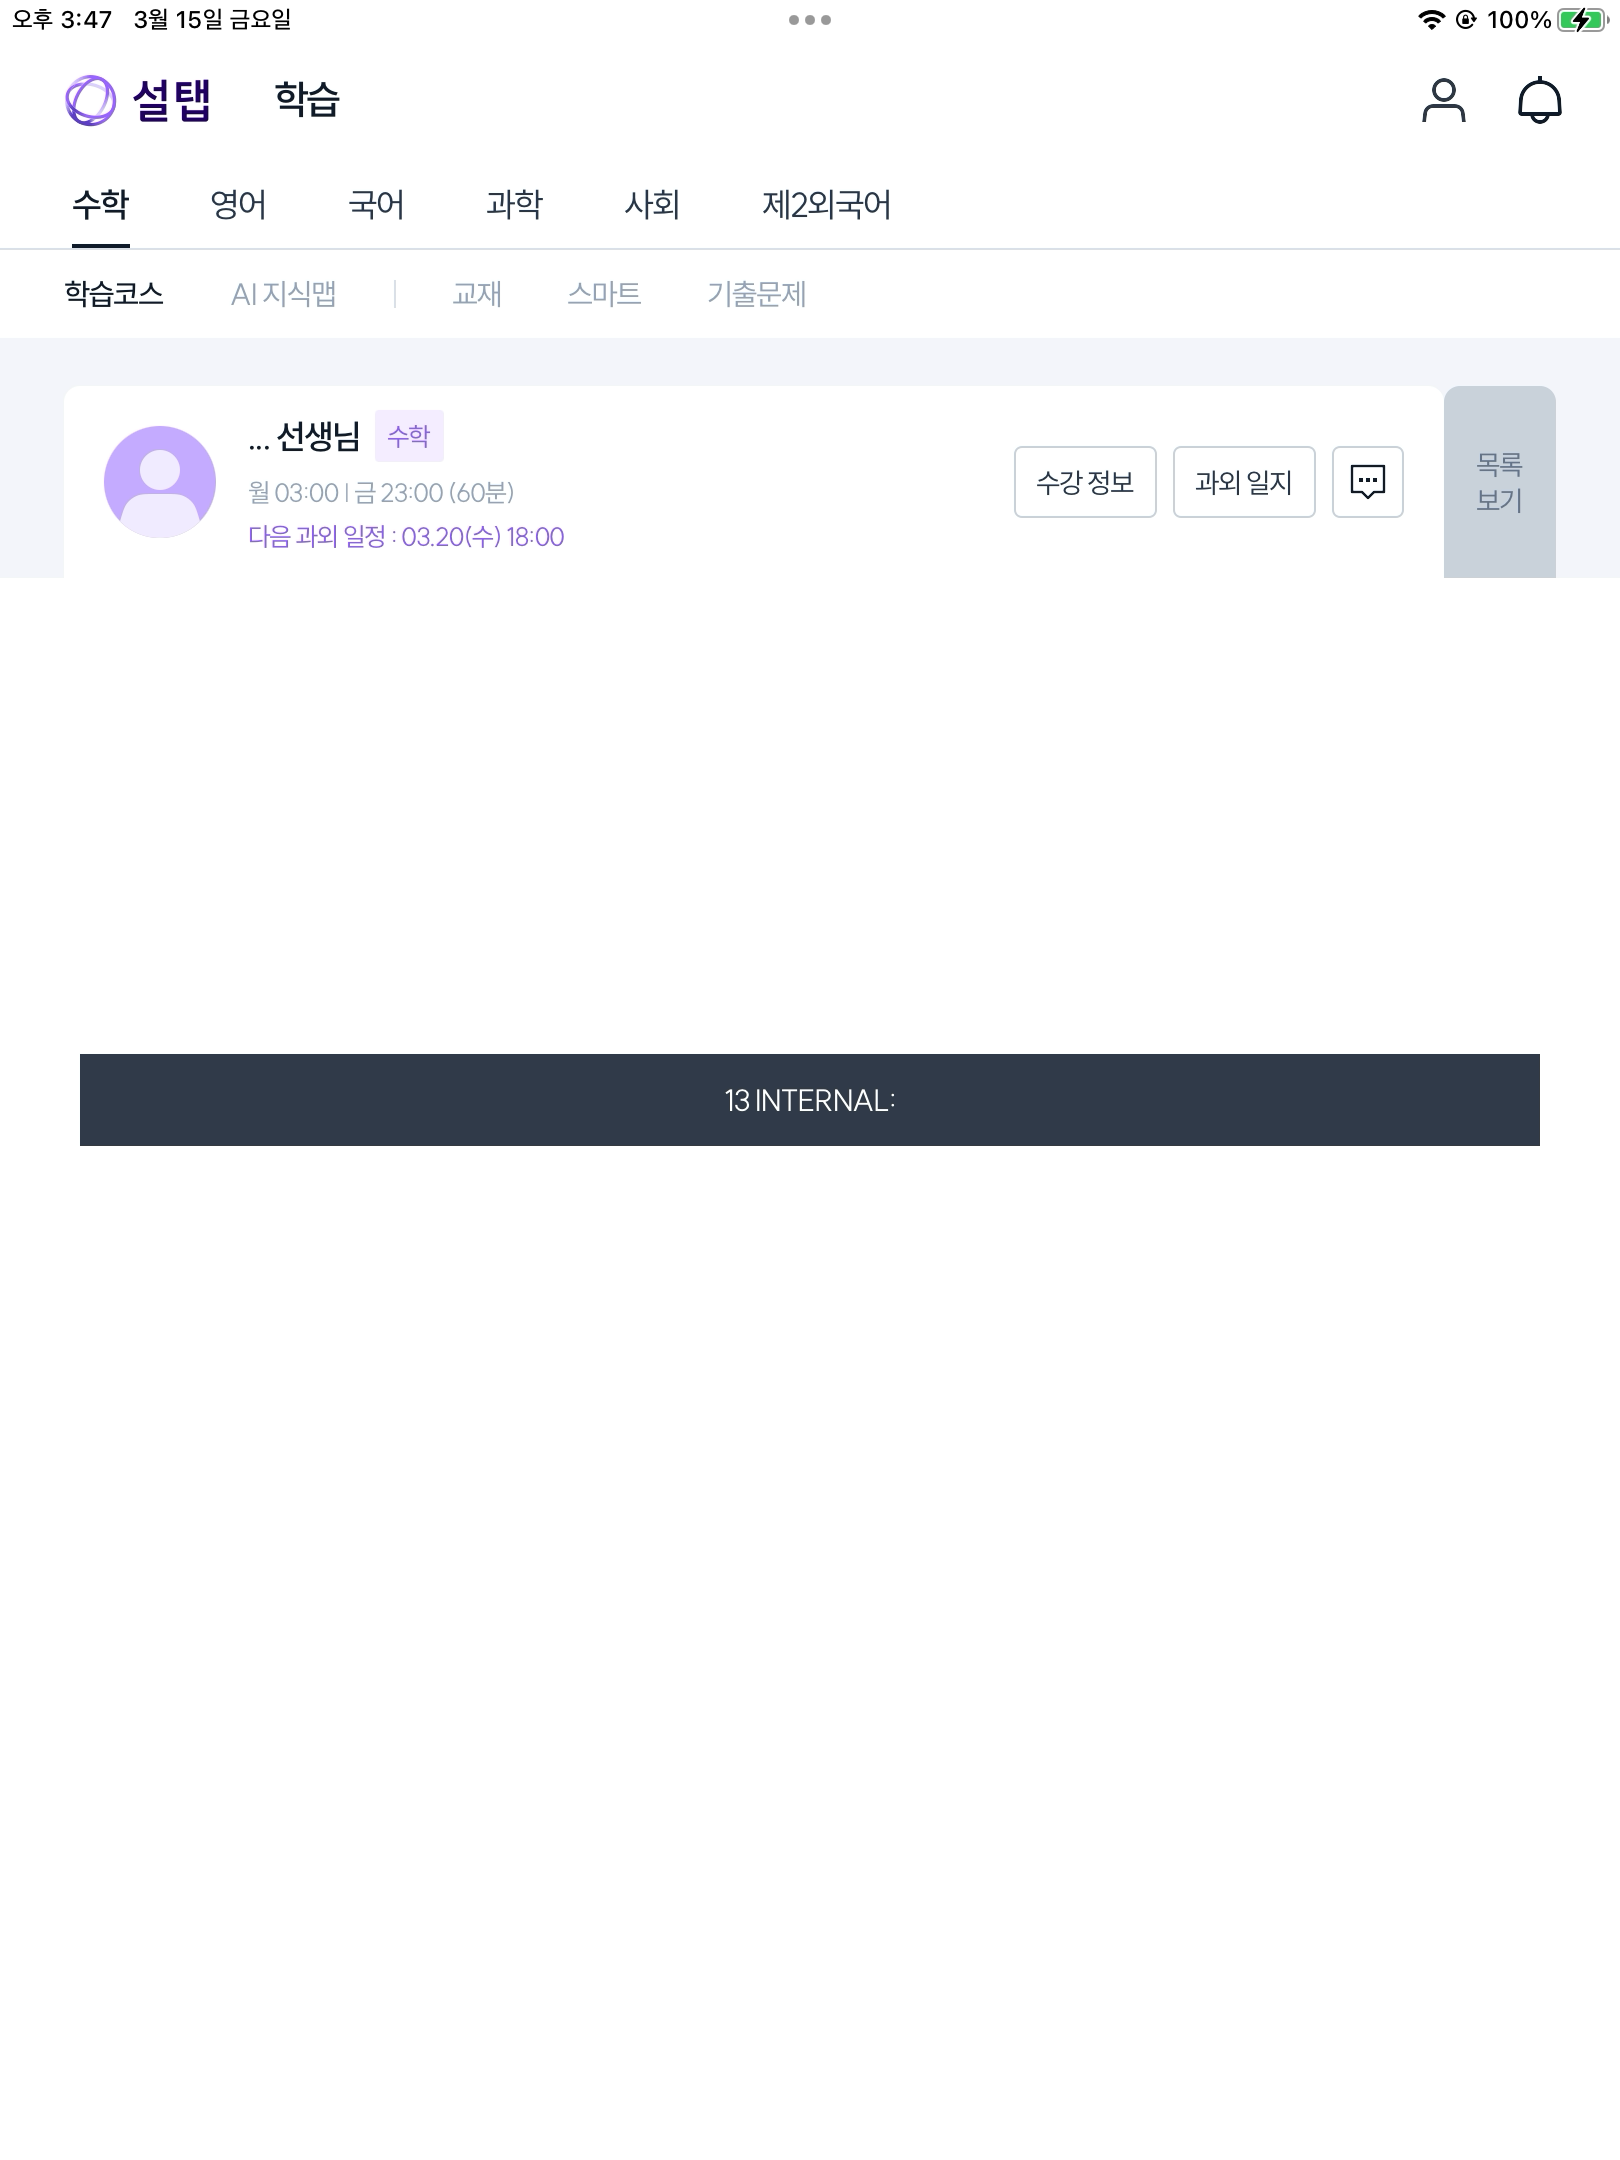 오후 3:47 3월 15일 금요일 100%
설탭 학습
수학 영어 국어 과학 사회 제2외국어
학습코스 AI 지식맵 | 교재 스마트 기출문제
... 선생님 수학
월 03:00 | 금 23:00 (60분)
다음 과외 일정 : 03.20(수) 18:00
수강 정보 과외 일지
목록
보기
13 INTERNAL: